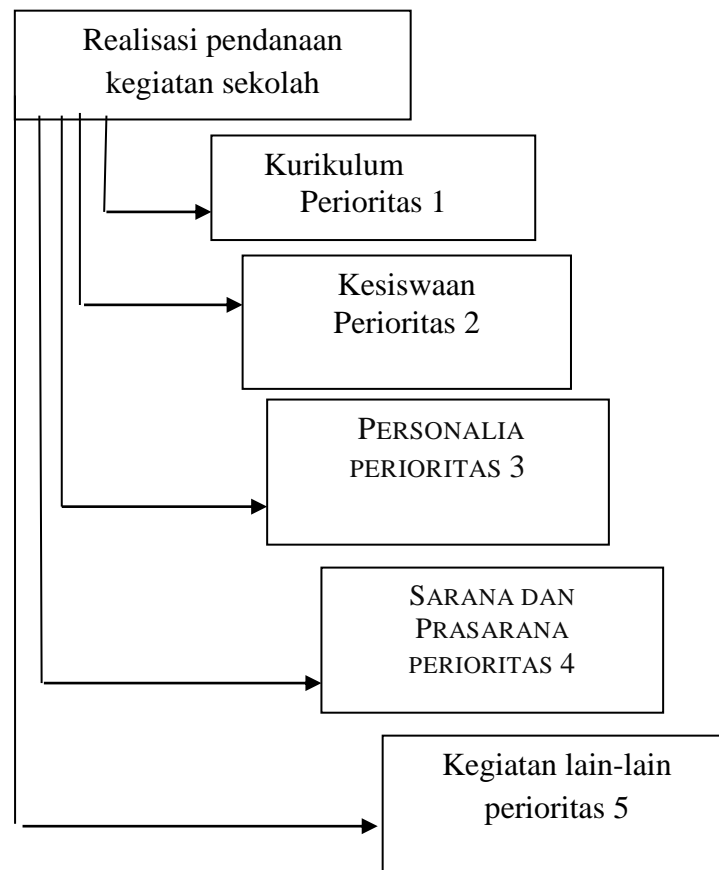 Realisasi pendanaan
kegiatan sekolah
Kurikulum
Perioritas 1
Kesiswaan
Perioritas 2
PERSONALIA
PERIORITAS 3
SARANA DAN
PRASARANA
PERIORITAS 4
Kegiatan lain-lain
perioritas 5